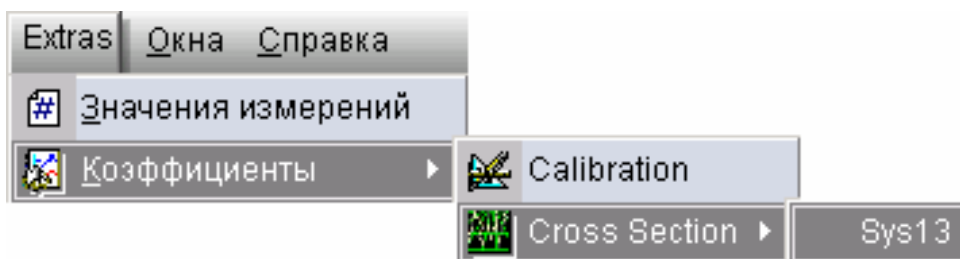 Extras Окна Справка
# Значения измерений
Коэффициенты
Calibration
Cross Section
Sys13